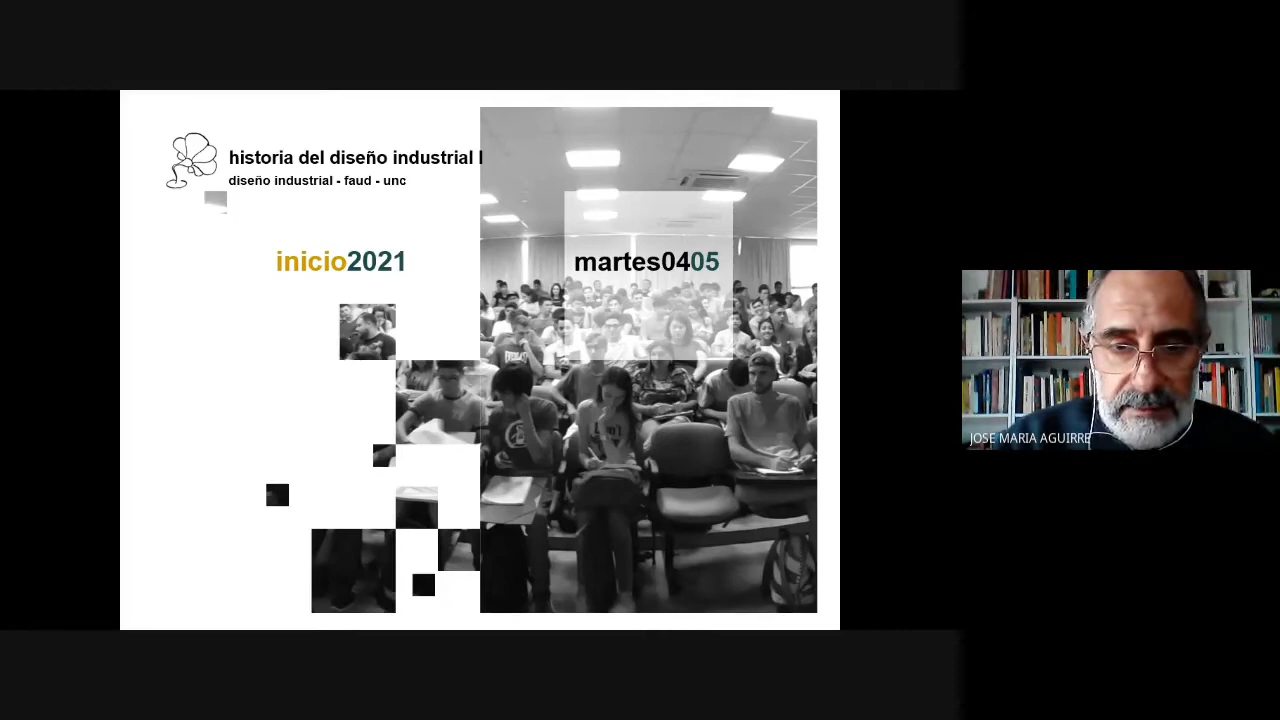 historia del diseño industrial I
diseño industrial - faud - unc
inicio2021
martes0405
JOSE MARIA AGUIRRE